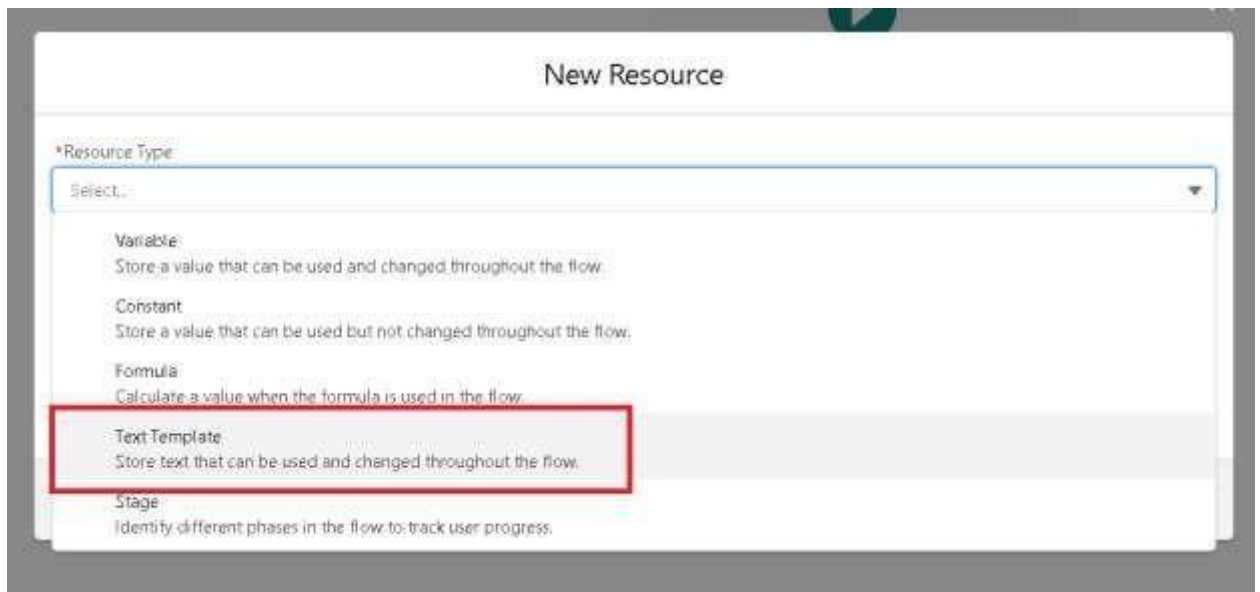 New Resource
*Resource Type
Select...
Variable
Store a value that can be used and changed throughout the flow.
Constant
Store a value that can be used but not changed throughout the flow.
Formula
Calculate a value when the formula is used in the flow.
Text Template
Store text that can be used and changed throughout the flow.
Stage
Identify different phases in the flow to track user progress.